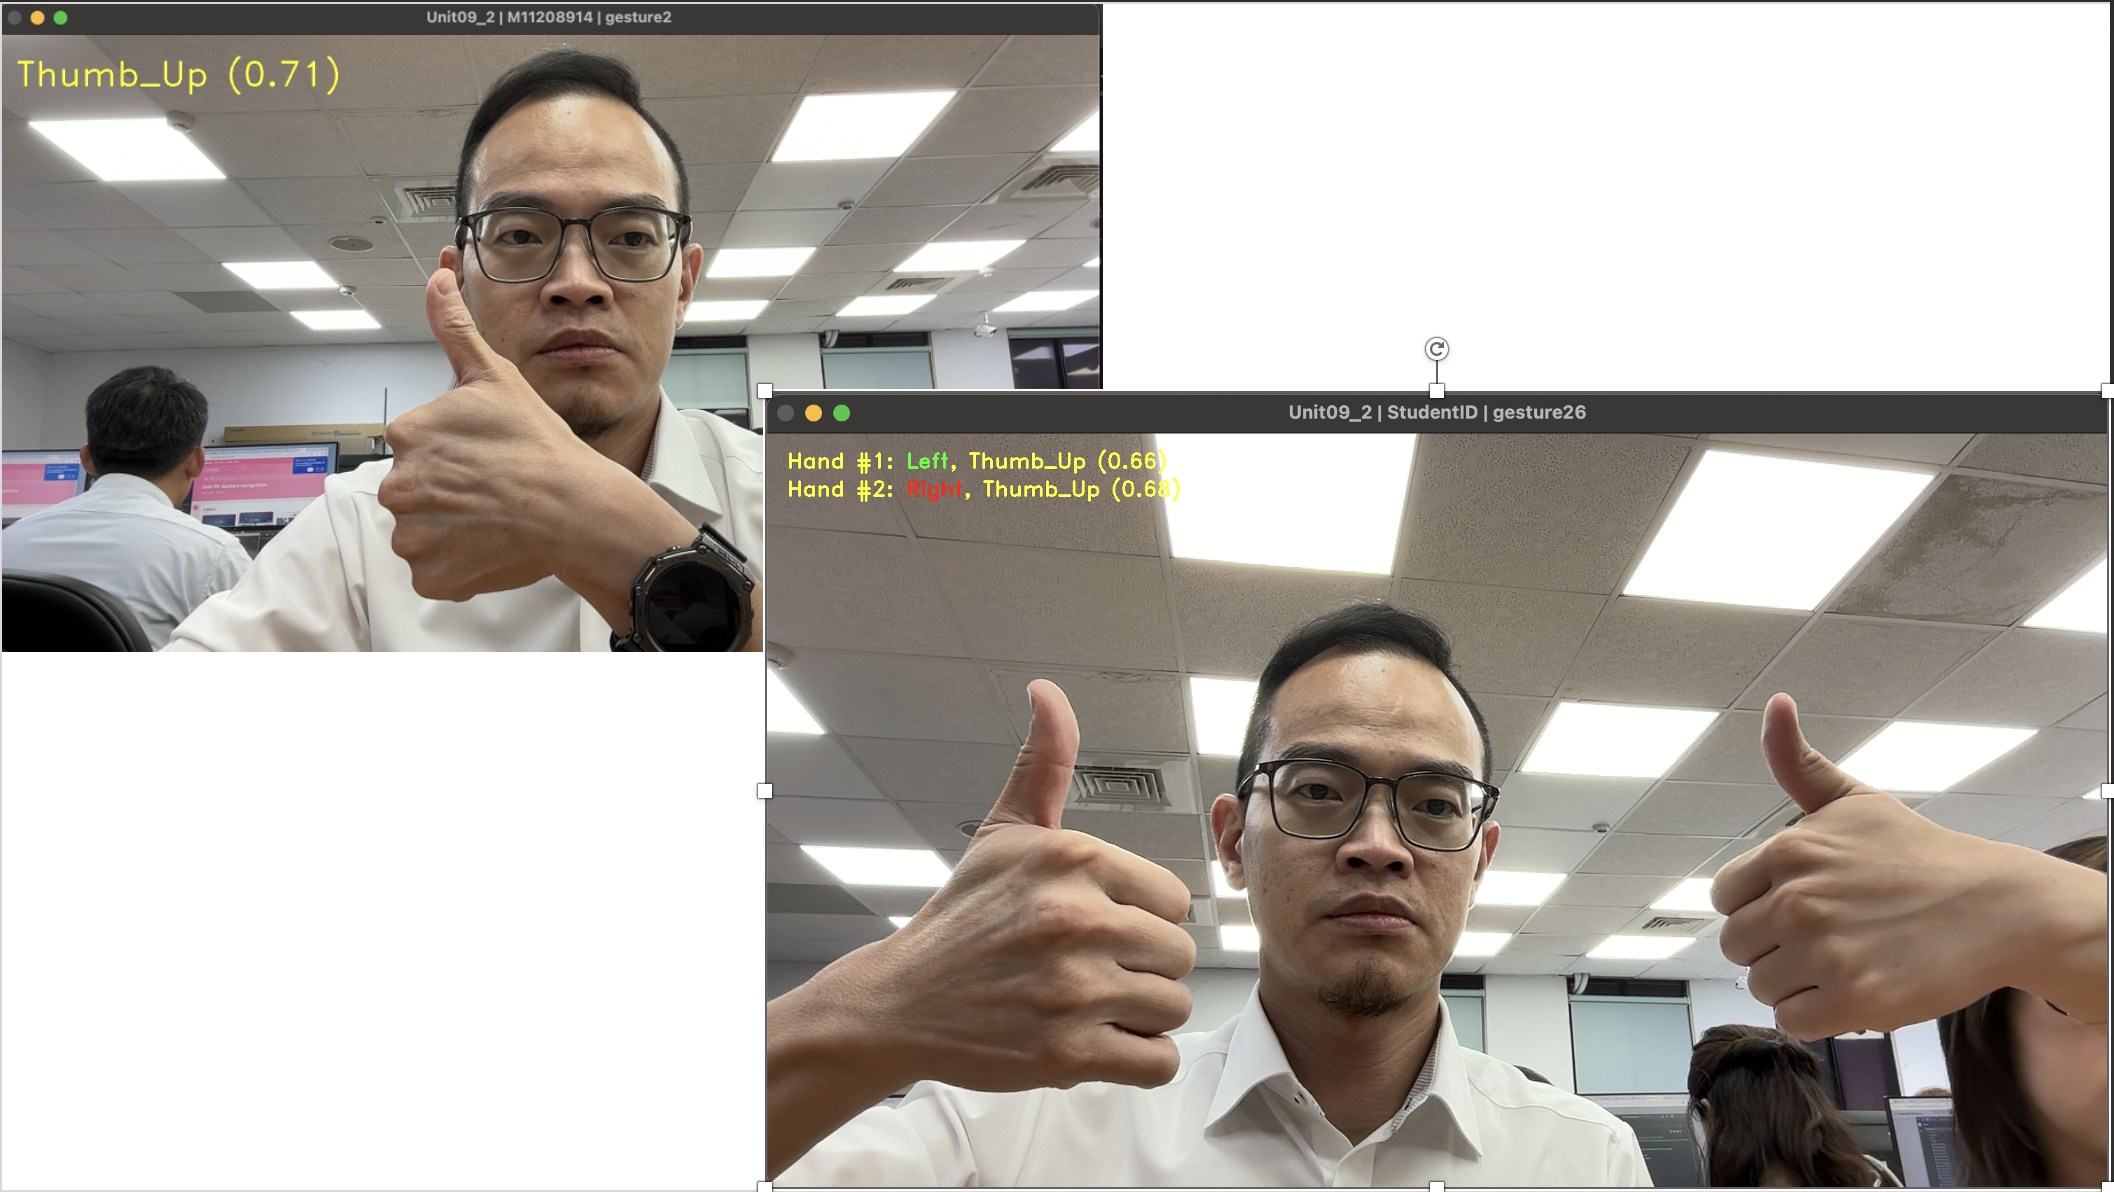 Unit09_2 | M11208914 | gesture2
Thumb_Up (0.71)
Unit09_2 | StudentID | gesture26
Hand #1: Left, Thumb_Up (0.66)
Hand #2: Right, Thumb_Up (0.68)